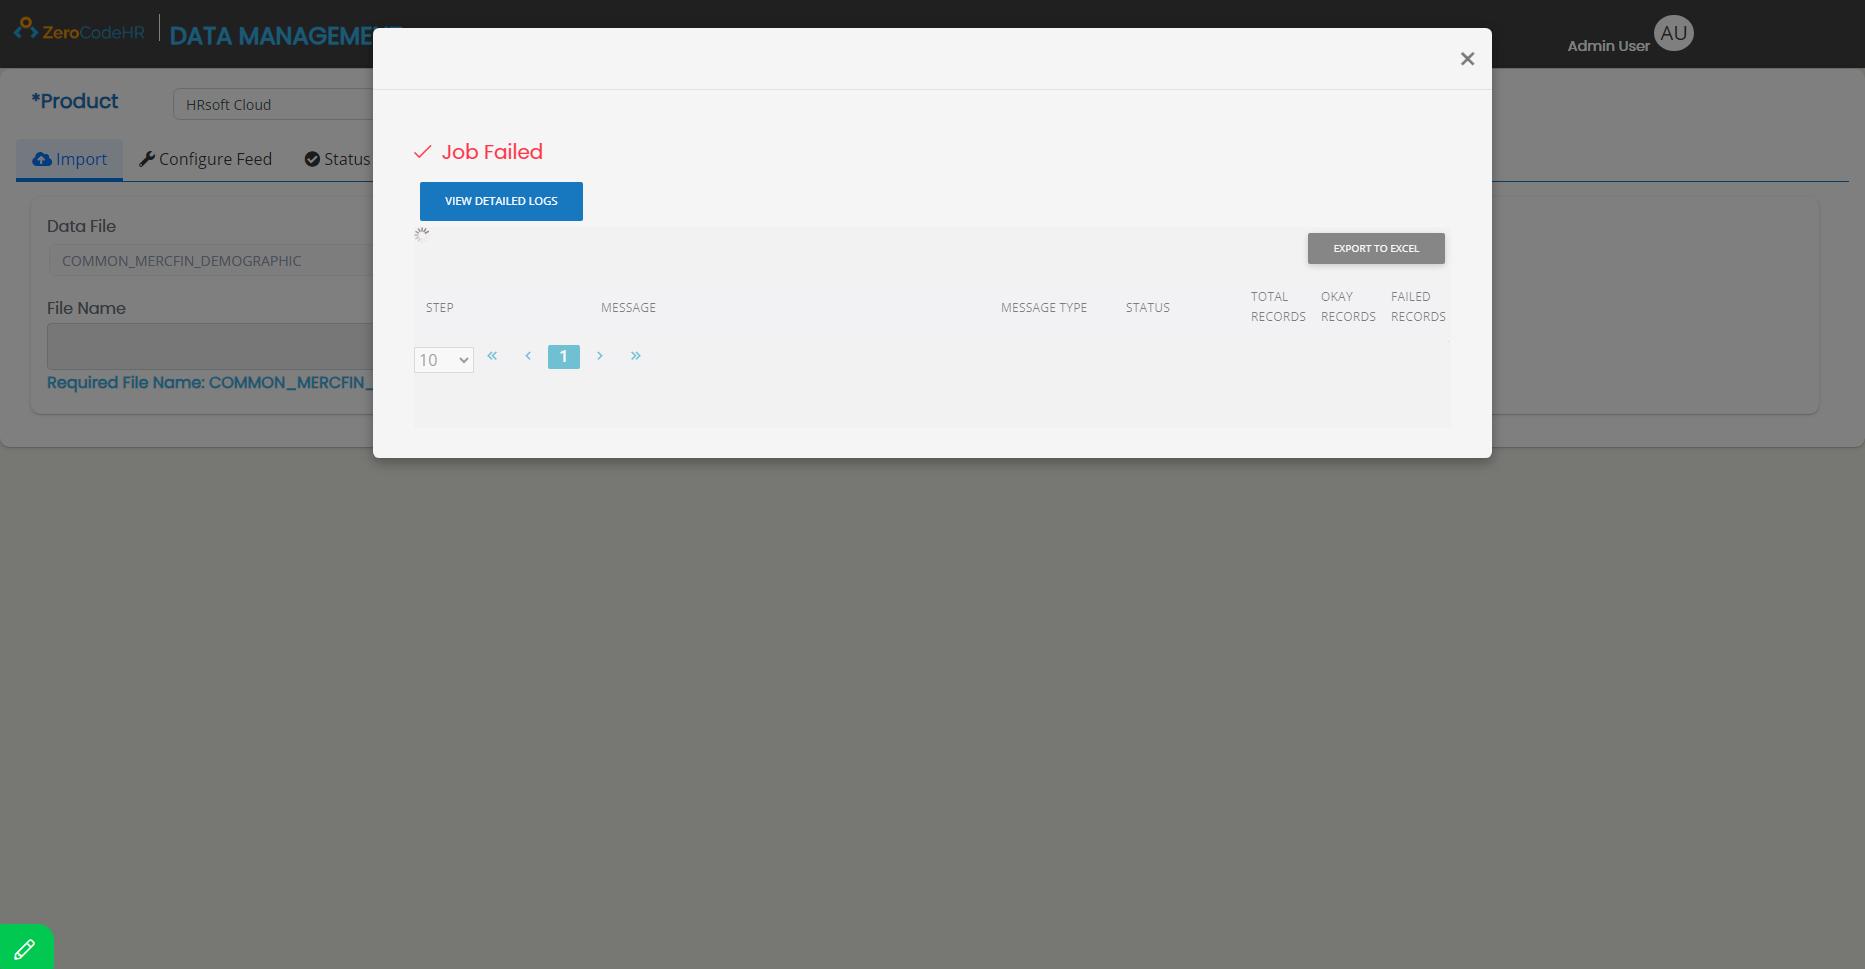 ZeroCodeHR
DATA MANAGEMENT
Admin User
AU
*Product
HRsoft Cloud
Import
Configure Feed
Status
Data File
COMMON_MERCFIN_DEMOGRAPHIC
File Name
Required File Name: COMMON_MERCFIN_
×
Job Failed
VIEW DETAILED LOGS
EXPORT TO EXCEL
STEP
MESSAGE
MESSAGE TYPE
STATUS
TOTAL RECORDS
OKAY RECORDS
FAILED RECORDS
10
« ‹ 1 › »